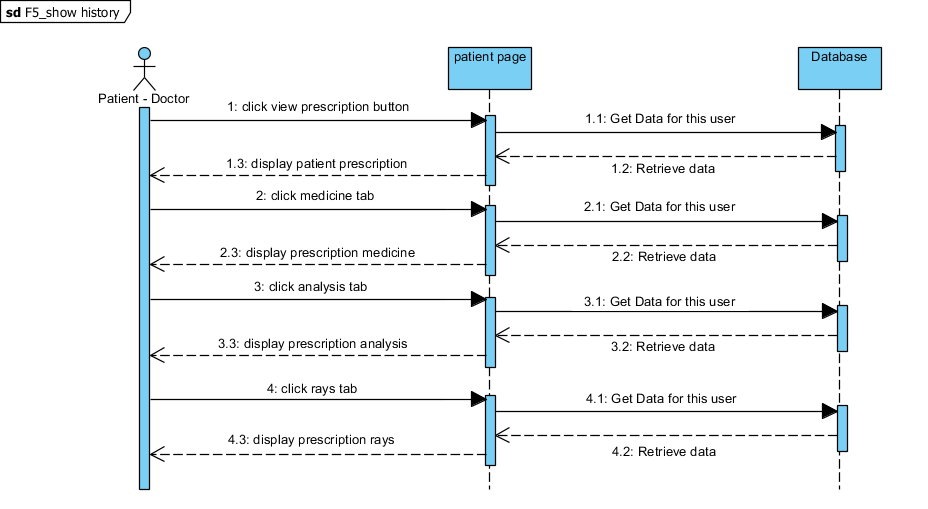 sd F5_show history
Patient - Doctor
patient page
Database
1: click view prescription button
1.1: Get Data for this user
1.2: Retrieve data
1.3: display patient prescription
2: click medicine tab
2.1: Get Data for this user
2.2: Retrieve data
2.3: display prescription medicine
3: click analysis tab
3.1: Get Data for this user
3.2: Retrieve data
3.3: display prescription analysis
4: click rays tab
4.1: Get Data for this user
4.2: Retrieve data
4.3: display prescription rays